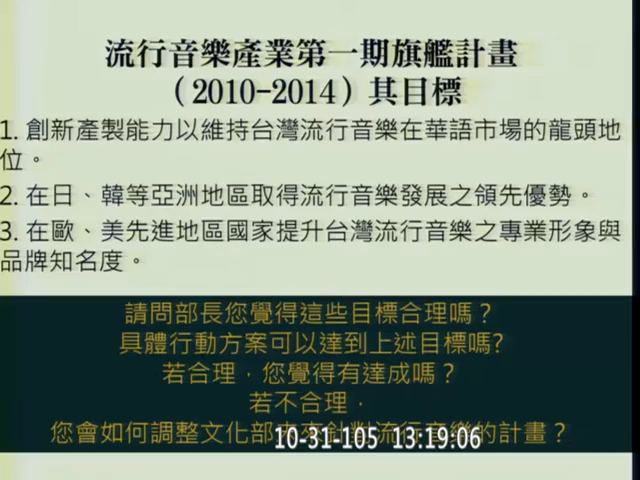 流行音樂產業第一期旗艦計畫
（2010-2014）其目標
1. 創新產製能力以維持台灣流行音樂在華語市場的龍頭地
位。
2. 在日、韓等亞洲地區取得流行音樂發展之領先優勢。
3. 在歐、美先進地區國家提升台灣流行音樂之專業形象與
品牌知名度。
請問部長您覺得這些目標合理嗎？
具體行動方案可以達到上述目標嗎?
若合理，您覺得有達成嗎？
若不合理，
您會如何調整文化部未來針對流行音樂的計畫？
10-31-105 13:19:06